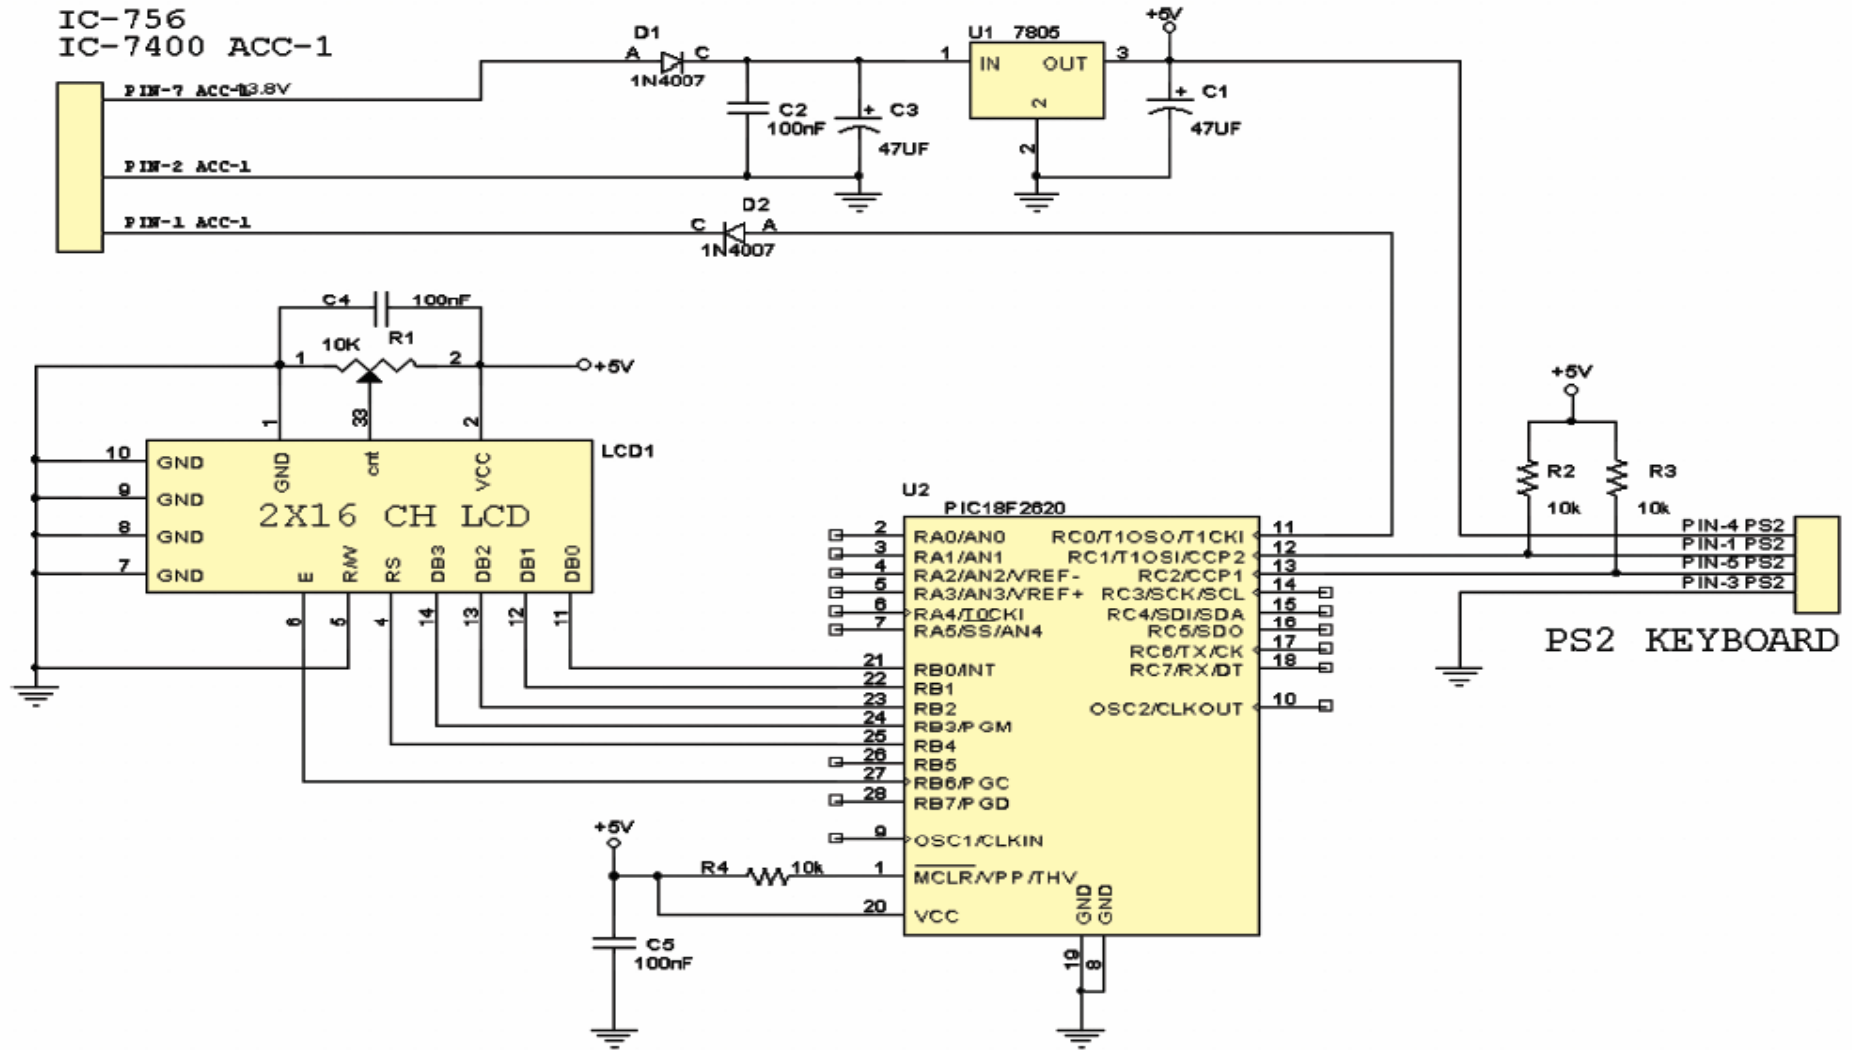 IC-756
IC-7400 ACC-1
PIN-7 ACC-1
13.8V
PIN-2 ACC-1
PIN-1 ACC-1
D1
A
C
1N4007
C2
100nF
+
C3
47UF
U1 7805
1
IN
OUT
3
2
2
+5V
+
C1
47UF
D2
C
A
1N4007
C4
100nF
10K
R1
1
2
+5V
1
33
2
LCD1
GND
cnt
VCC
2X16 CH LCD
10
GND
9
GND
8
GND
7
GND
E
R/W
RS
DB3
DB2
DB1
DB0
6
5
4
14
13
12
11
U2
PIC18F2620
2
RA0/AN0
3
RA1/AN1
4
RA2/AN2/VREF-
5
RA3/AN3/VREF+
6
RA4/T0CKI
7
RA5/SS/AN4
21
RB0/INT
22
RB1
23
RB2
24
RB3/PGM
25
RB4
26
RB5
27
RB6/PGC
28
RB7/PGD
9
OSC1/CLKIN
1
MCLR/VPP/THV
20
VCC
RC0/T1OSO/T1CKI
11
RC1/T1OSI/CCP2
12
RC2/CCP1
13
RC3/SCK/SCL
14
RC4/SDI/SDA
15
RC5/SDO
16
RC6/TX/CK
17
RC7/RX/DT
18
OSC2/CLKOUT
10
GND
GND
19
8
+5V
R4
10k
C5
100nF
+5V
R2
10k
R3
10k
PIN-4 PS2
PIN-1 PS2
PIN-5 PS2
PIN-3 PS2
PS2 KEYBOARD